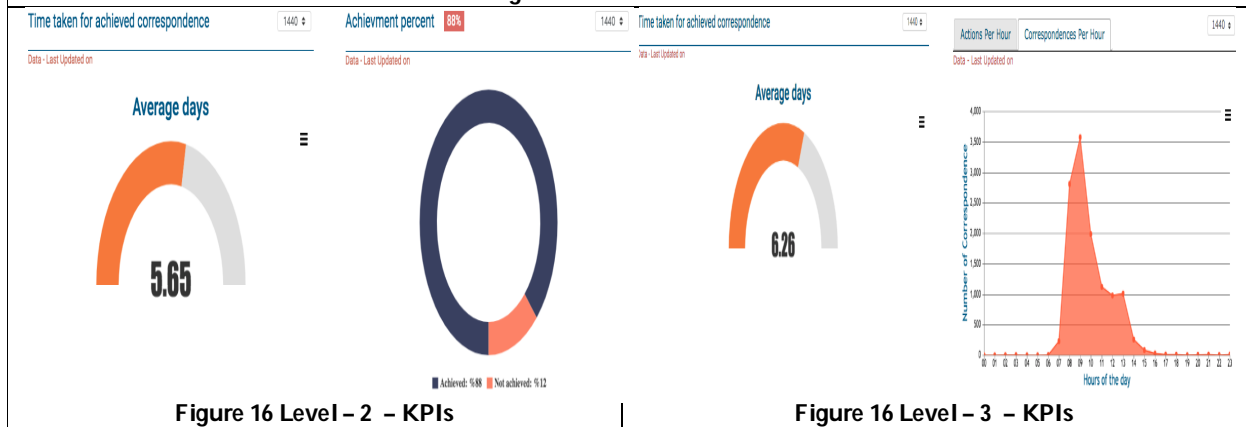 Time taken for achieved correspondence
1440
Data - Last Updated on
Average days
5.65
Achievment percent 88%
1440
Data - Last Updated on
Achieved: %88 Not achieved: %12
Figure 16 Level – 2 – KPIs
Time taken for achieved correspondence
1440
Data - Last Updated on
Average days
6.26
Actions Per Hour Correspondences Per Hour
1440
Data - Last Updated on
Number of Correspondence
4,000
3,500
3,000
2,500
2,000
1,500
1,000
500
0
00 01 02 03 04 05 06 07 08 09 10 11 12 13 14 15 16 17 18 19 20 21 22 23
Hours of the day
Figure 16 Level – 3 – KPIs